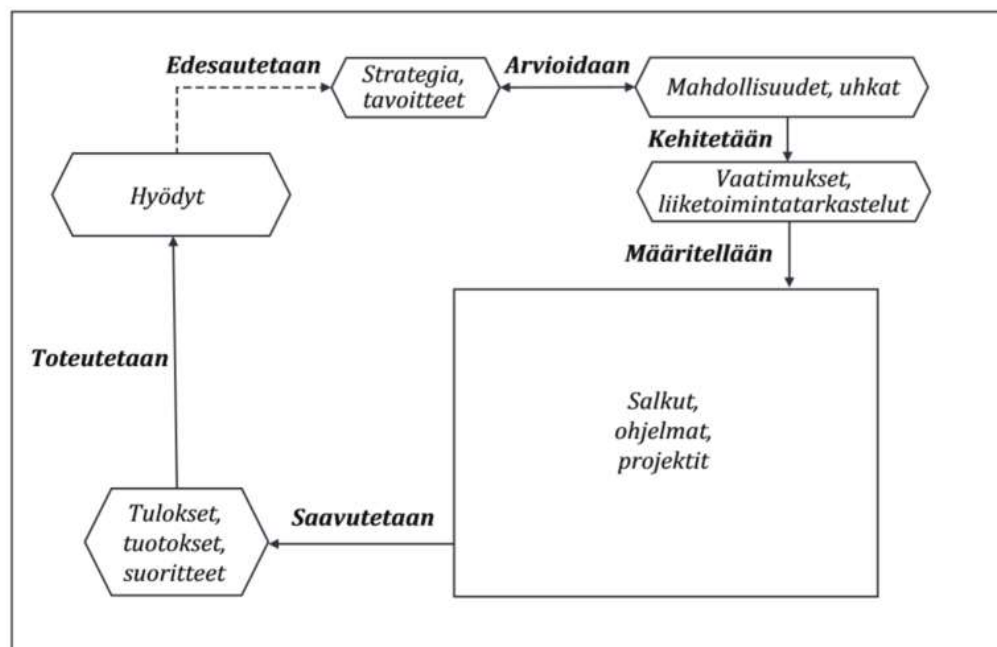 Edesautetaan
Strategia,
tavoitteet
Arvioidaan
Mahdollisuudet, uhkat
Kehitetään
Vaatimukset,
liiketoimintatarkastelut
Määritellään
Hyödyt
Toteutetaan
Salkut,
ohjelmat,
projektit
Saavutetaan
Tulokset,
tuotokset,
suoritteet